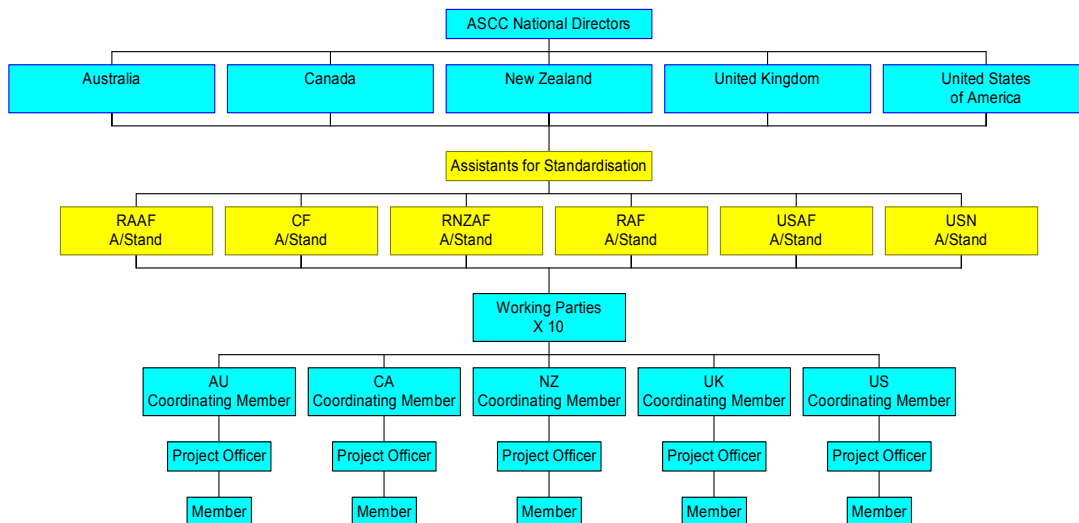 ASCC National Directors
Australia
Canada
New Zealand
United Kingdom
United States
of America
Assistants for Standardisation
RAAF
A/Stand
CF
A/Stand
RNZAF
A/Stand
RAF
A/Stand
USAF
A/Stand
USN
A/Stand
Working Parties
X 10
AU
Coordinating Member
CA
Coordinating Member
NZ
Coordinating Member
UK
Coordinating Member
US
Coordinating Member
Project Officer
Project Officer
Project Officer
Project Officer
Project Officer
Member
Member
Member
Member
Member